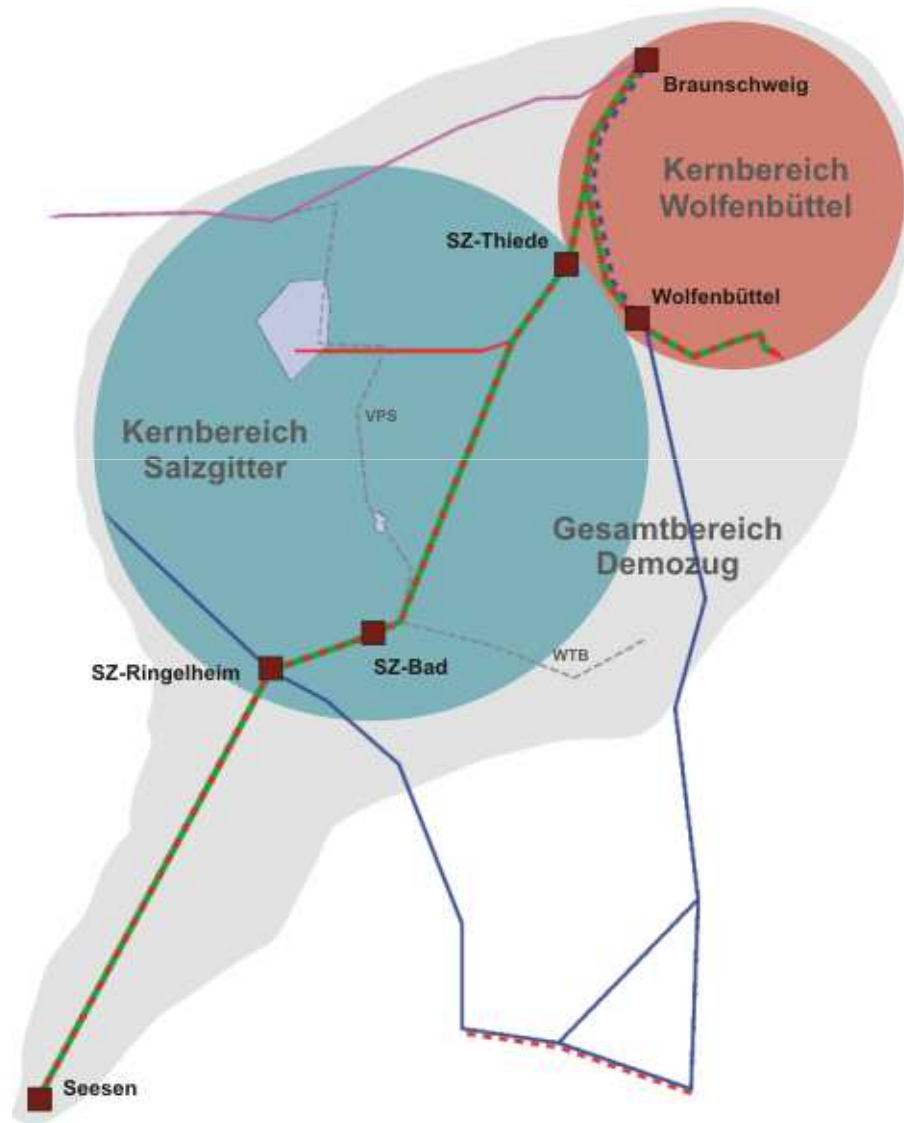 Braunschweig
Kernbereich
Wolfenbüttel
SZ-Thiede
Wolfenbüttel
VPS
Kernbereich
Salzgitter
Gesamtbereich
Demozug
WTB
SZ-Ringelheim
SZ-Bad
Seesen